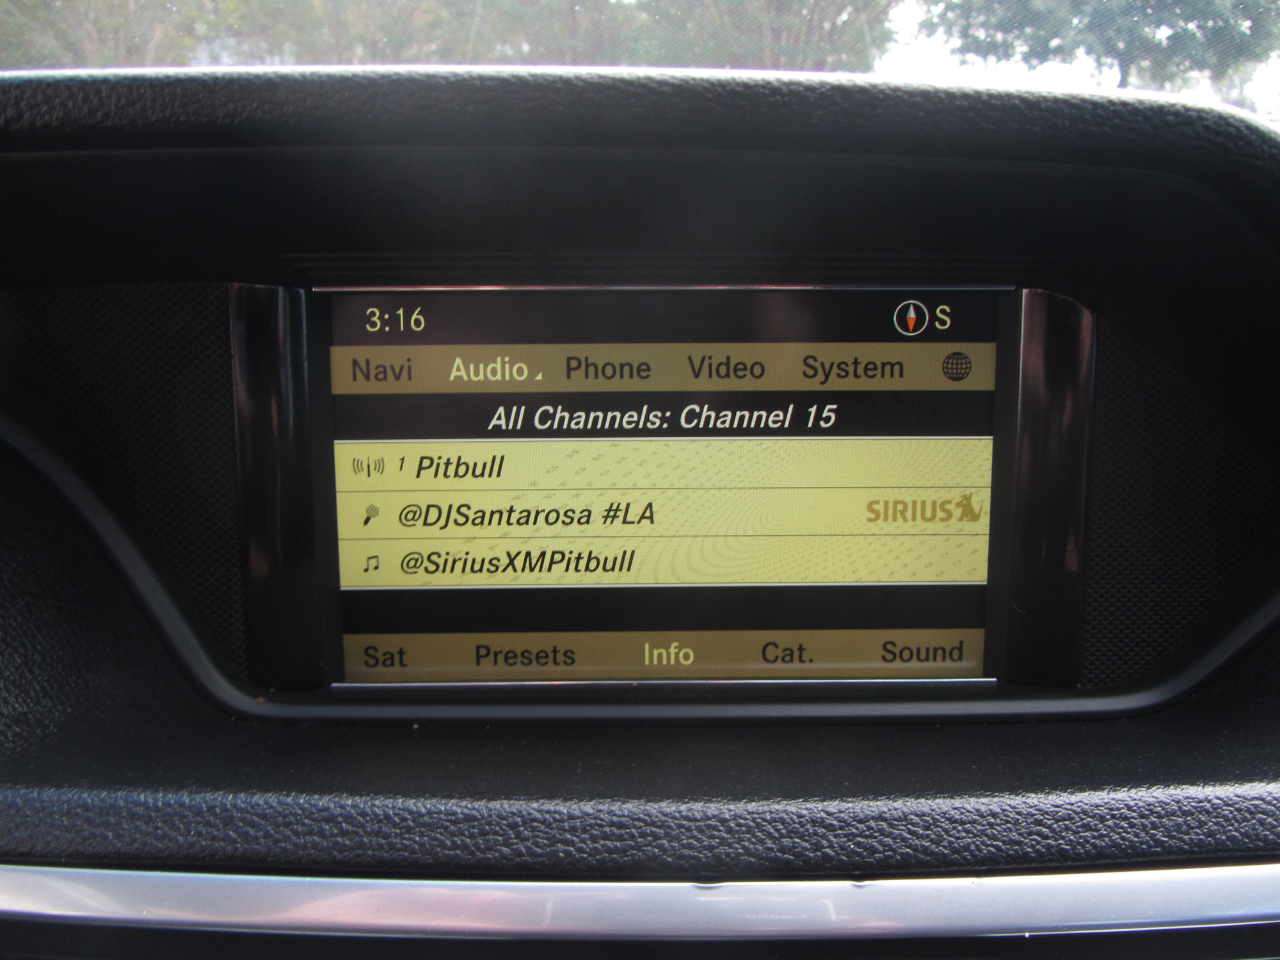 3:16 S
Navi Audio Phone Video System
All Channels: Channel 15
1 Pitbull
@DJSantarosa #LA SIRIUS
@SiriusXMPitbull
Sat Presets Info Cat. Sound